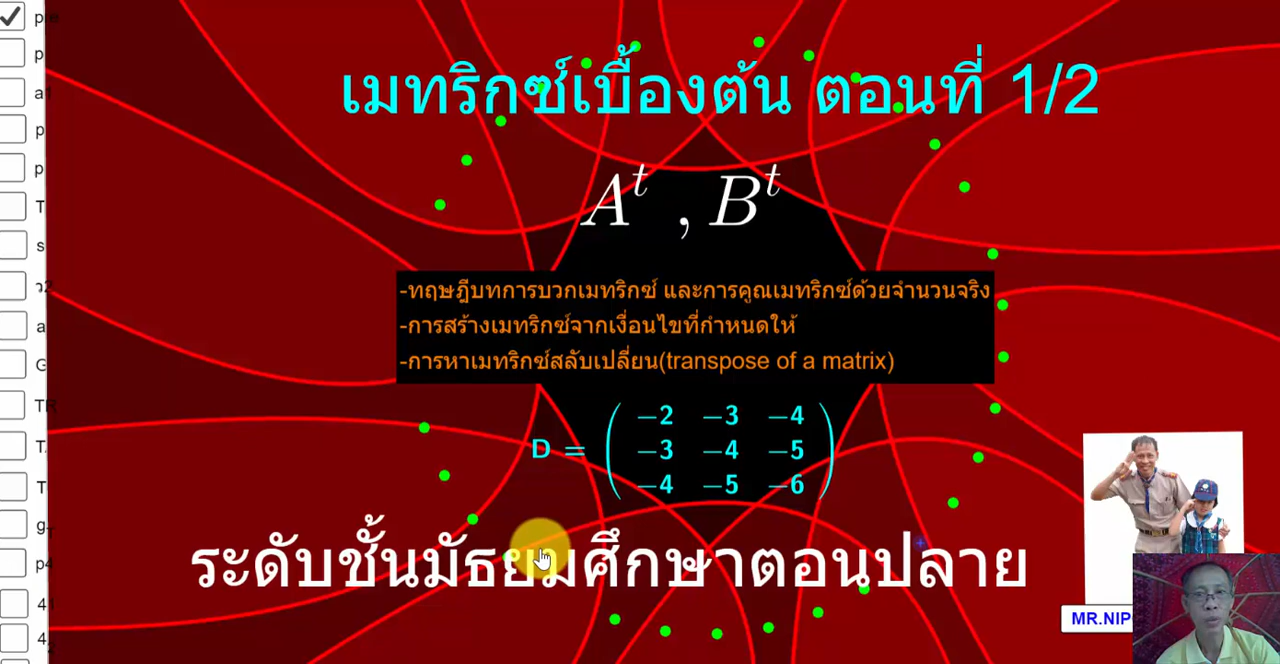 เมทริกซ์เบื้องต้น ตอนที่ 1/2
A^t , B^t
-ทฤษฎีบทการบวกเมทริกซ์ และการคูณเมทริกซ์ด้วยจำนวนจริง
-การสร้างเมทริกซ์จากเงื่อนไขที่กำหนดให้
-การหาเมทริกซ์สลับเปลี่ยน(transpose of a matrix)
−2 −3 −4
D = −3 −4 −5
−4 −5 −6
ระดับชั้นมัธยมศึกษาตอนปลาย
MR.NIP